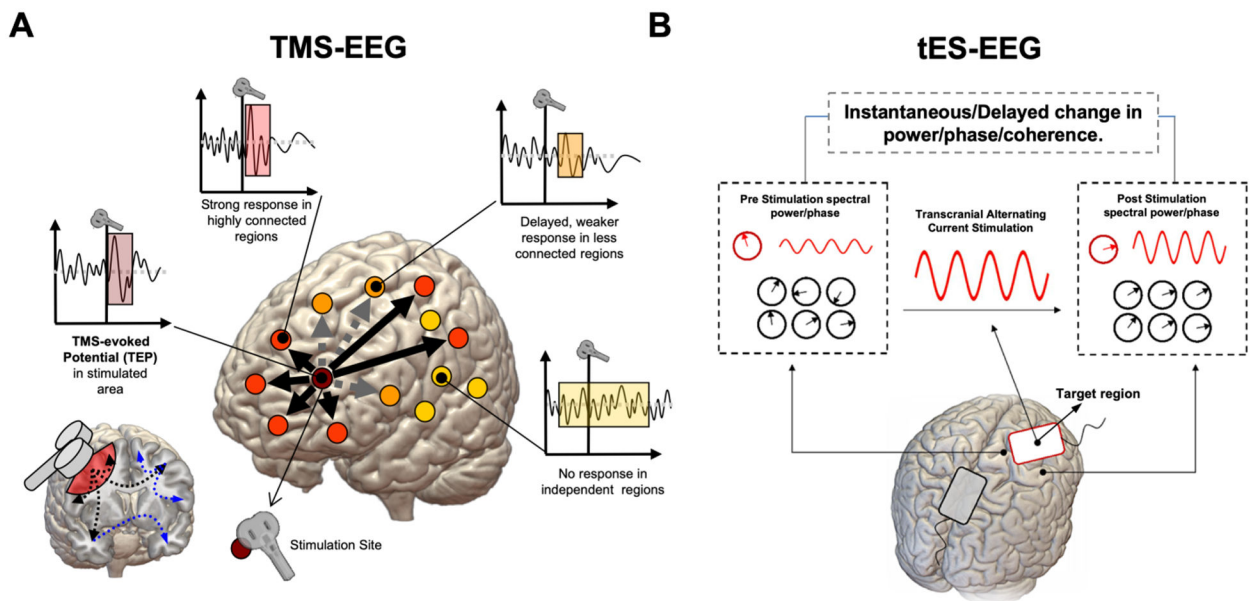 A
TMS-EEG
Strong response in
highly connected
regions
Delayed, weaker
response in less
connected regions
TMS-evoked
Potential (TEP)
in stimulated
area
No response in
independent regions
Stimulation Site
B
tES-EEG
Instantaneous/Delayed change in
power/phase/coherence.
Pre Stimulation spectral
power/phase
Transcranial Alternating
Current Stimulation
Post Stimulation
spectral power/phase
Target region